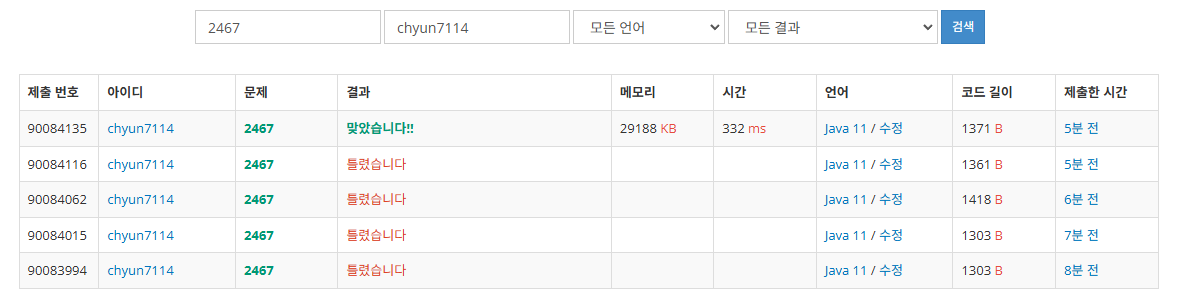 2467 chyun7114 모든 언어 모든 결과 검색
제출 번호 아이디 문제 결과 메모리 시간 언어 코드 길이 제출한 시간
90084135 chyun7114 2467 맞았습니다!! 29188 KB 332 ms Java 11 / 수정 1371 B 5분 전
90084116 chyun7114 2467 틀렸습니다 Java 11 / 수정 1361 B 5분 전
90084062 chyun7114 2467 틀렸습니다 Java 11 / 수정 1418 B 6분 전
90084015 chyun7114 2467 틀렸습니다 Java 11 / 수정 1303 B 7분 전
90083994 chyun7114 2467 틀렸습니다 Java 11 / 수정 1303 B 8분 전